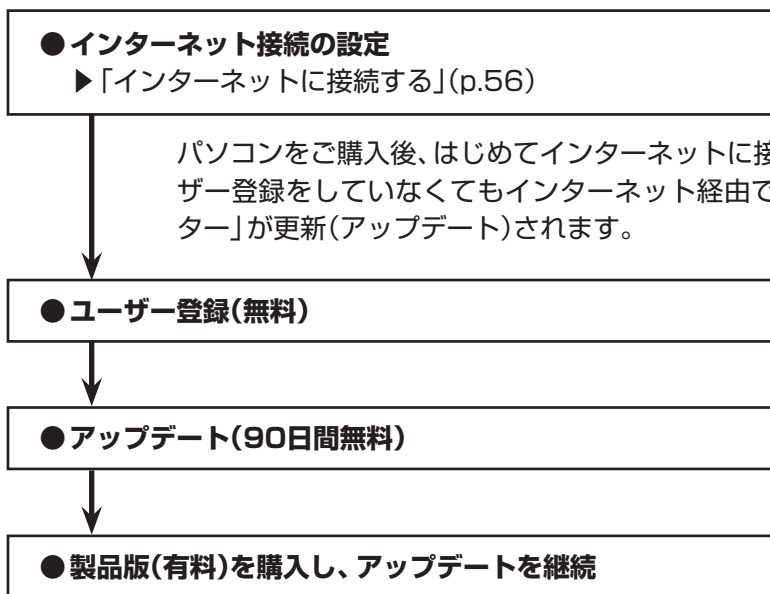 ●インターネット接続の設定
▶「インターネットに接続する」(p.56)
パソコンをご購入後、はじめてインターネットに接
ザー登録をしていなくてもインターネット経由で
ター」が更新(アップデート)されます。
●ユーザー登録(無料)
●アップデート(90日間無料)
●製品版(有料)を購入し、アップデートを継続